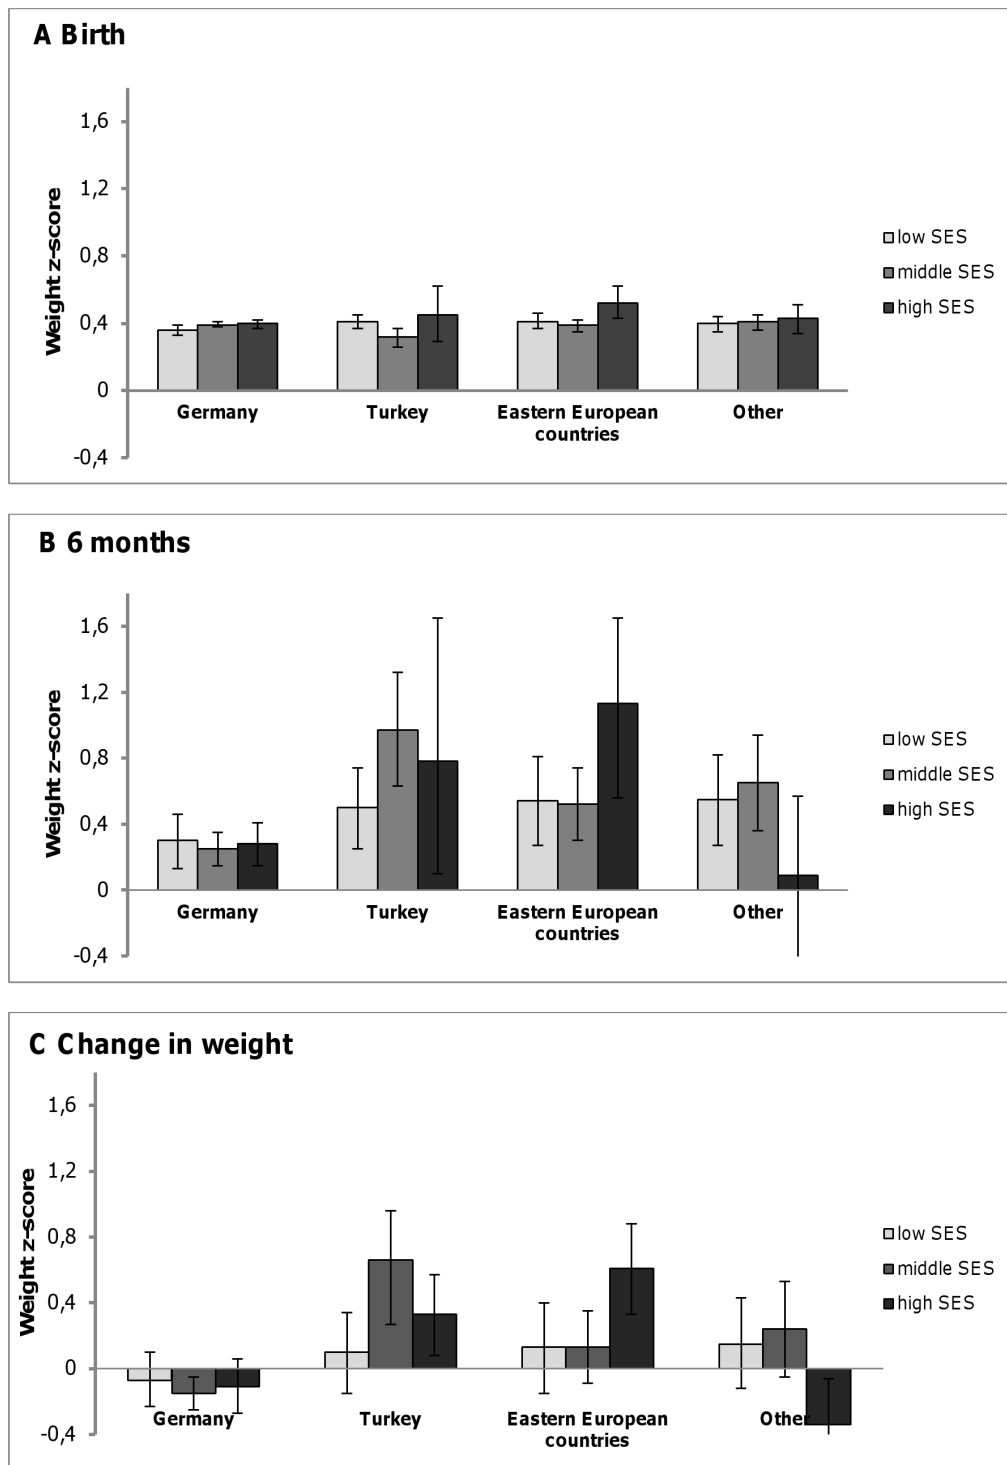 A Birth
1,6
1,2
0,8
0,4
0
-0,4
Weight z-score
Germany
Turkey
Eastern European
countries
Other
low SES
middle SES
high SES
B 6 months
1,6
1,2
0,8
0,4
0
-0,4
Weight z-score
Germany
Turkey
Eastern European
countries
Other
low SES
middle SES
high SES
C Change in weight
1,6
1,2
0,8
0,4
0
-0,4
Weight z-score
Germany
Turkey
Eastern European
countries
Other
low SES
middle SES
high SES